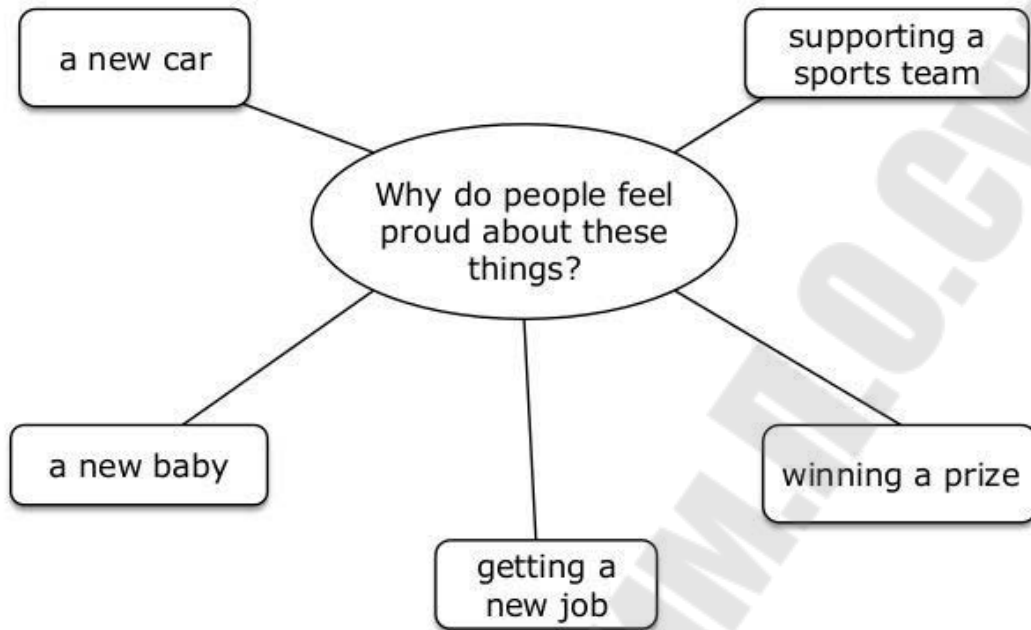 a new car
supporting a
sports team
Why do people feel
proud about these
things?
a new baby
winning a prize
getting a
new job